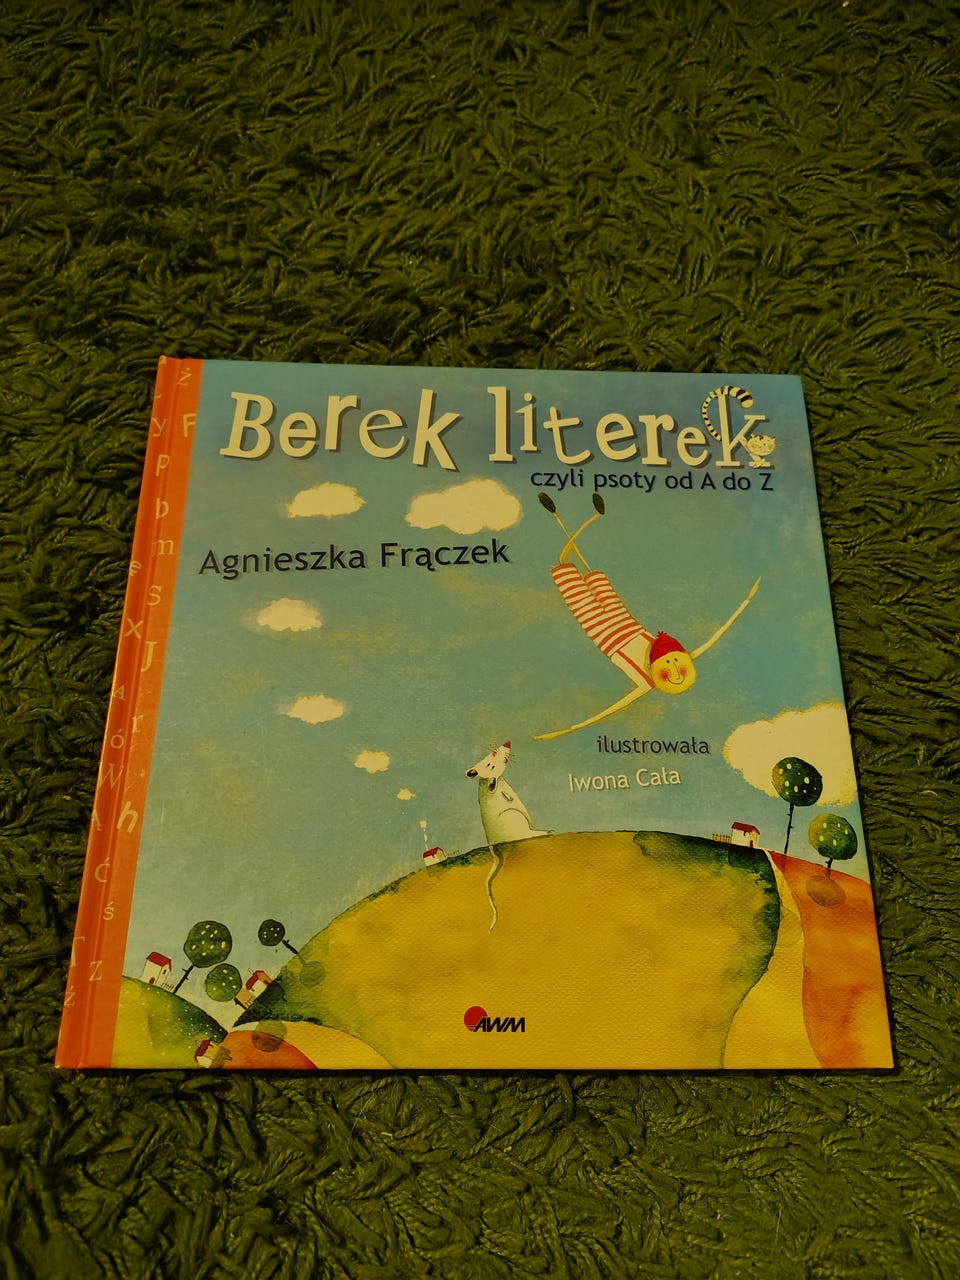 Berek literek
czyli psoty od A do Z
Agnieszka Frączek
ilustrowała
Iwona Cała
AWM
ż
F
y
p
b
m
ę
S
X
J
A
r
ó
W
h
Ć
ś
Z
ż